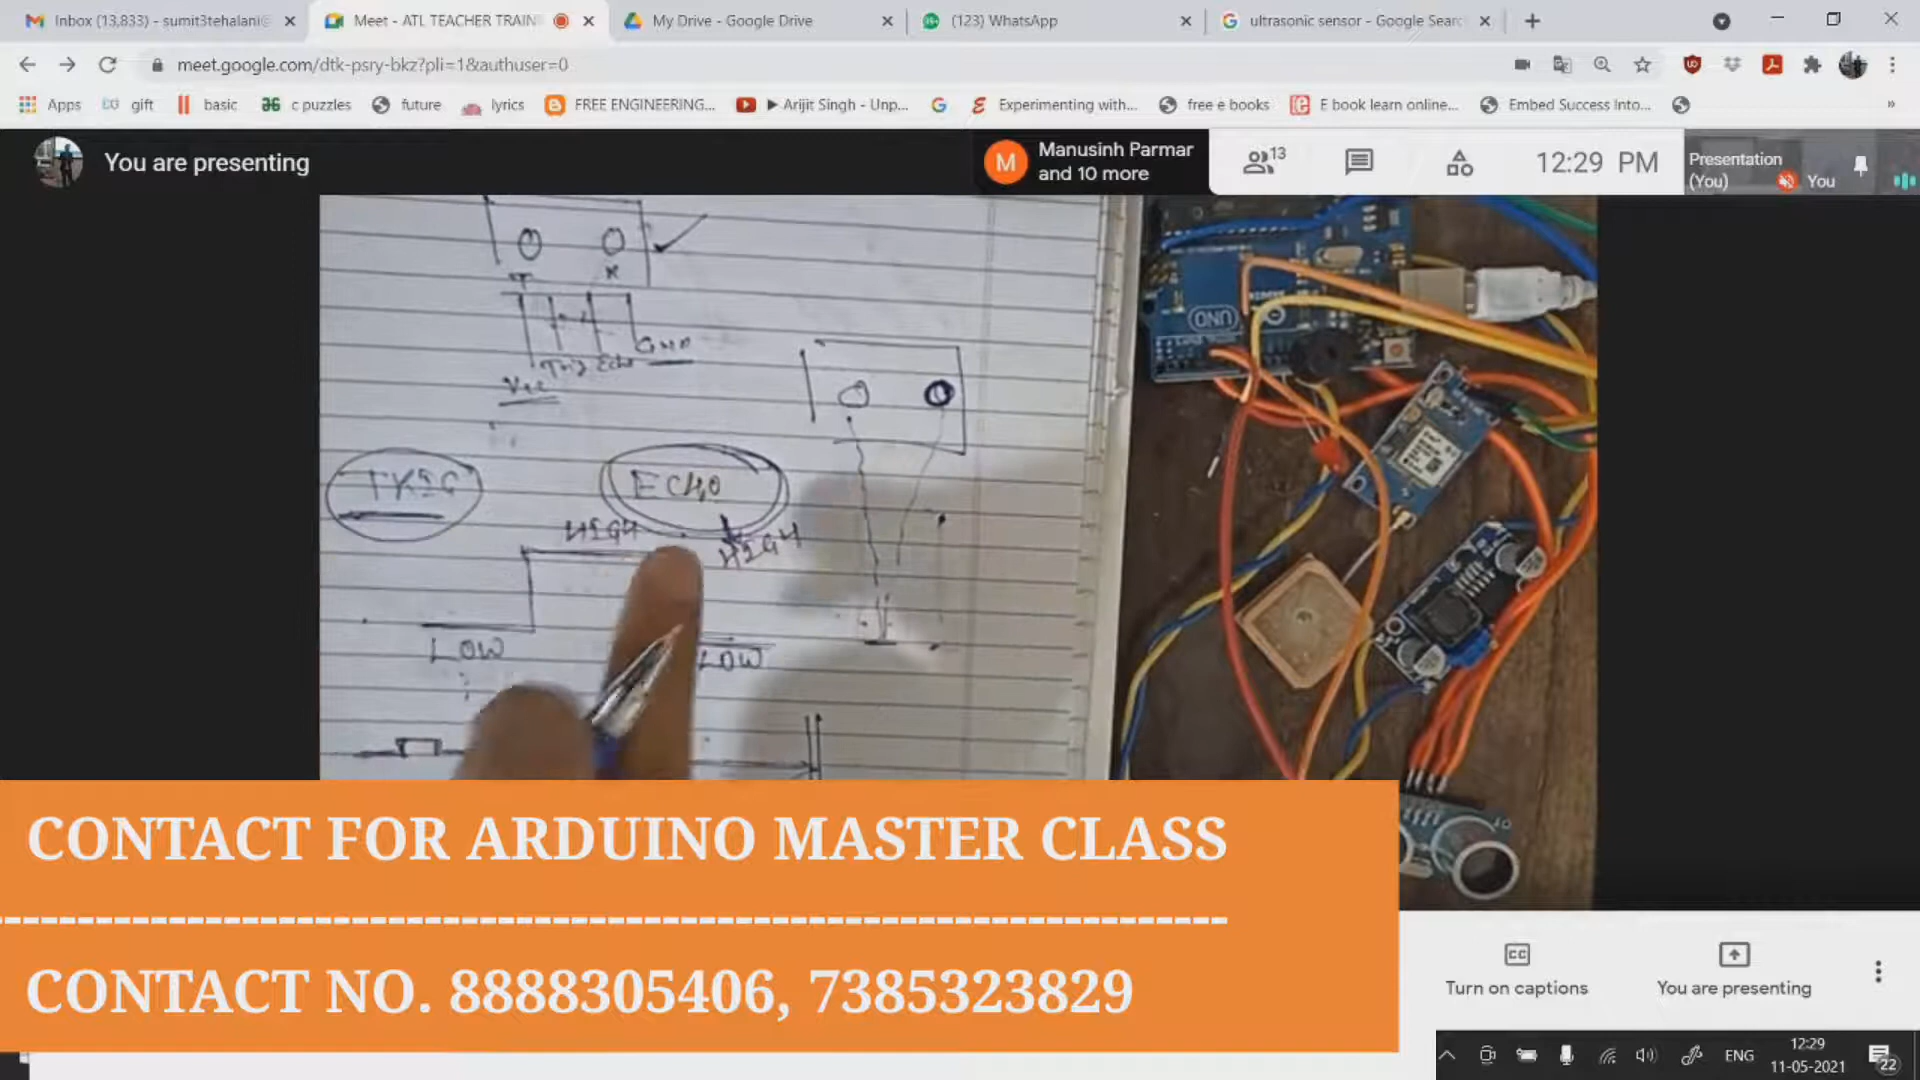 Inbox (13,833) - sumit3tehalani@
Meet - ATL TEACHER TRAIN
My Drive - Google Drive
(123) WhatsApp
ultrasonic sensor - Google Searc
meet.google.com/dtk-psry-bkz?pli=1&authuser=0
Apps
gift
basic
c puzzles
future
lyrics
FREE ENGINEERING...
▶ Arijit Singh - Unp...
Experimenting with...
free e books
E book learn online...
Embed Success Into...
You are presenting
M
Manusinh Parmar
and 10 more
13
12:29 PM
Presentation
(You)
You
T
R
Trig Echo GND
Vcc
TRIG
ECHO
HIGH
HIGH
LOW
LOW
UNO
CONTACT FOR ARDUINO MASTER CLASS
CONTACT NO. 8888305406, 7385323829
CC
Turn on captions
You are presenting
ENG
12:29
11-05-2021
22